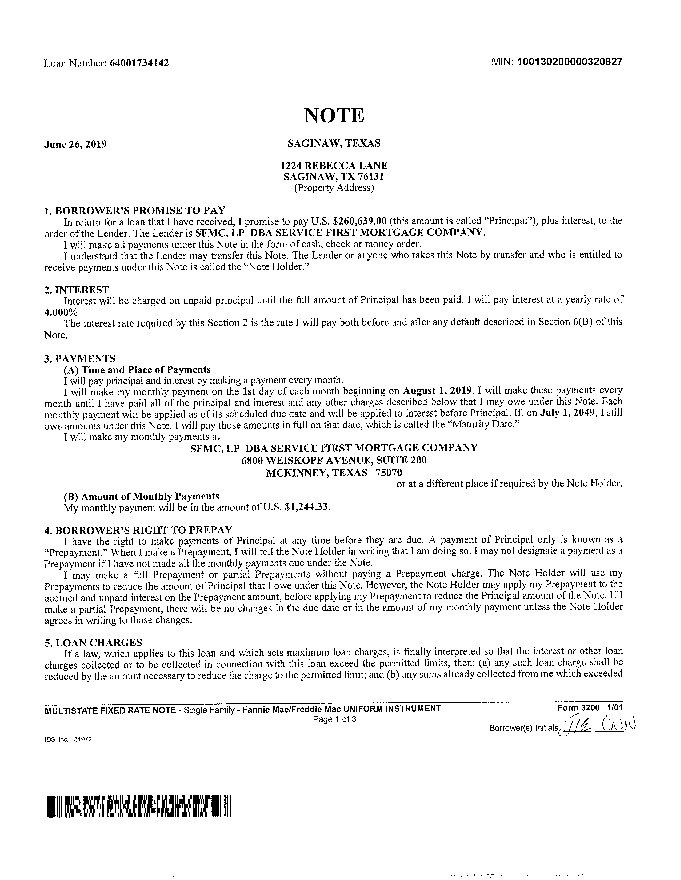 Loan Number: 64001734142
MIN: 100130200000320827
NOTE
June 26, 2019
SAGINAW, TEXAS
1224 REBECCA LANE
SAGINAW, TX 76131
(Property Address)
1. BORROWER'S PROMISE TO PAY
In return for a loan that I have received, I promise to pay U.S. $260,639.00 (this amount is called "Principal"), plus interest, to the
order of the Lender. The Lender is SFMC, LP DBA SERVICE FIRST MORTGAGE COMPANY.
I will make all payments under this Note in the form of cash, check or money order.
I understand that the Lender may transfer this Note. The Lender or anyone who takes this Note by transfer and who is entitled to
receive payments under this Note is called the "Note Holder."
2. INTEREST
Interest will be charged on unpaid principal until the full amount of Principal has been paid. I will pay interest at a yearly rate of
4.000%
The interest rate required by this Section 2 is the rate I will pay both before and after any default described in Section 6(B) of this
Note.
3. PAYMENTS
(A) Time and Place of Payments
I will pay principal and interest by making a payment every month.
I will make my monthly payment on the 1st day of each month beginning on August 1, 2019. I will make these payments every
month until I have paid all of the principal and interest and any other charges described below that I may owe under this Note. Each
monthly payment will be applied as of its scheduled due date and will be applied to interest before Principal. If, on July 1, 2049, I still
owe amounts under this Note, I will pay those amounts in full on that date, which is called the "Maturity Date."
I will make my monthly payments at
SFMC, LP DBA SERVICE FIRST MORTGAGE COMPANY
6800 WEISKOPF AVENUE, SUITE 200
MCKINNEY, TEXAS 75070
or at a different place if required by the Note Holder.
(B) Amount of Monthly Payments
My monthly payment will be in the amount of U.S. $1,244.33.
4. BORROWER'S RIGHT TO PREPAY
I have the right to make payments of Principal at any time before they are due. A payment of Principal only is known as a
"Prepayment." When I make a Prepayment, I will tell the Note Holder in writing that I am doing so. I may not designate a payment as a
Prepayment if I have not made all the monthly payments due under the Note.
I may make a full Prepayment or partial Prepayments without paying a Prepayment charge. The Note Holder will use my
Prepayments to reduce the amount of Principal that I owe under this Note. However, the Note Holder may apply my Prepayment to the
accrued and unpaid interest on the Prepayment amount, before applying my Prepayment to reduce the Principal amount of the Note. If I
make a partial Prepayment, there will be no changes in the due date or in the amount of my monthly payment unless the Note Holder
agrees in writing to those changes.
5. LOAN CHARGES
If a law, which applies to this loan and which sets maximum loan charges, is finally interpreted so that the interest or other loan
charges collected or to be collected in connection with this loan exceed the permitted limits, then: (a) any such loan charge shall be
reduced by the amount necessary to reduce the charge to the permitted limit; and (b) any sums already collected from me which exceeded
MULTISTATE FIXED RATE NOTE - Single Family - Fannie Mae/Freddie Mac UNIFORM INSTRUMENT
Form 3200 1/01
Page 1 of 3
Borrower(s) Initials